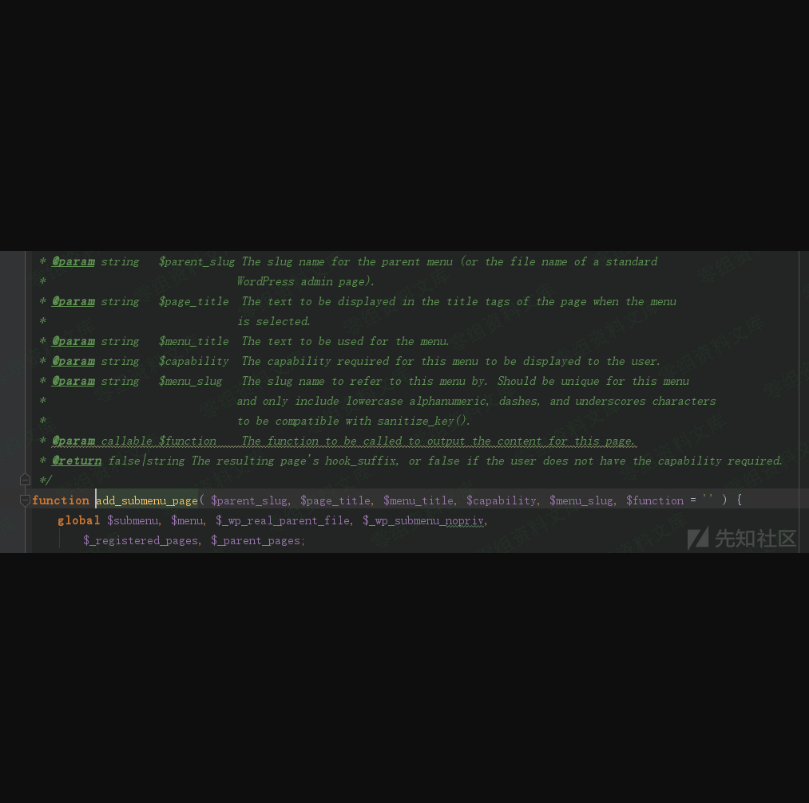 * @param string $parent_slug The slug name for the parent menu (or the file name of a standard
* WordPress admin page).
* @param string $page_title The text to be displayed in the title tags of the page when the menu
* is selected.
* @param string $menu_title The text to be used for the menu.
* @param string $capability The capability required for this menu to be displayed to the user.
* @param string $menu_slug The slug name to refer to this menu by. Should be unique for this menu
* and only include lowercase alphanumeric, dashes, and underscores characters
* to be compatible with sanitize_key().
* @param callable $function The function to be called to output the content for this page.
* @return false|string The resulting page's hook_suffix, or false if the user does not have the capability required.
*/
function add_submenu_page( $parent_slug, $page_title, $menu_title, $capability, $menu_slug, $function = '' ) {
global $submenu, $menu, $_wp_real_parent_file, $_wp_submenu_nopriv,
$_registered_pages, $_parent_pages;
先知社区